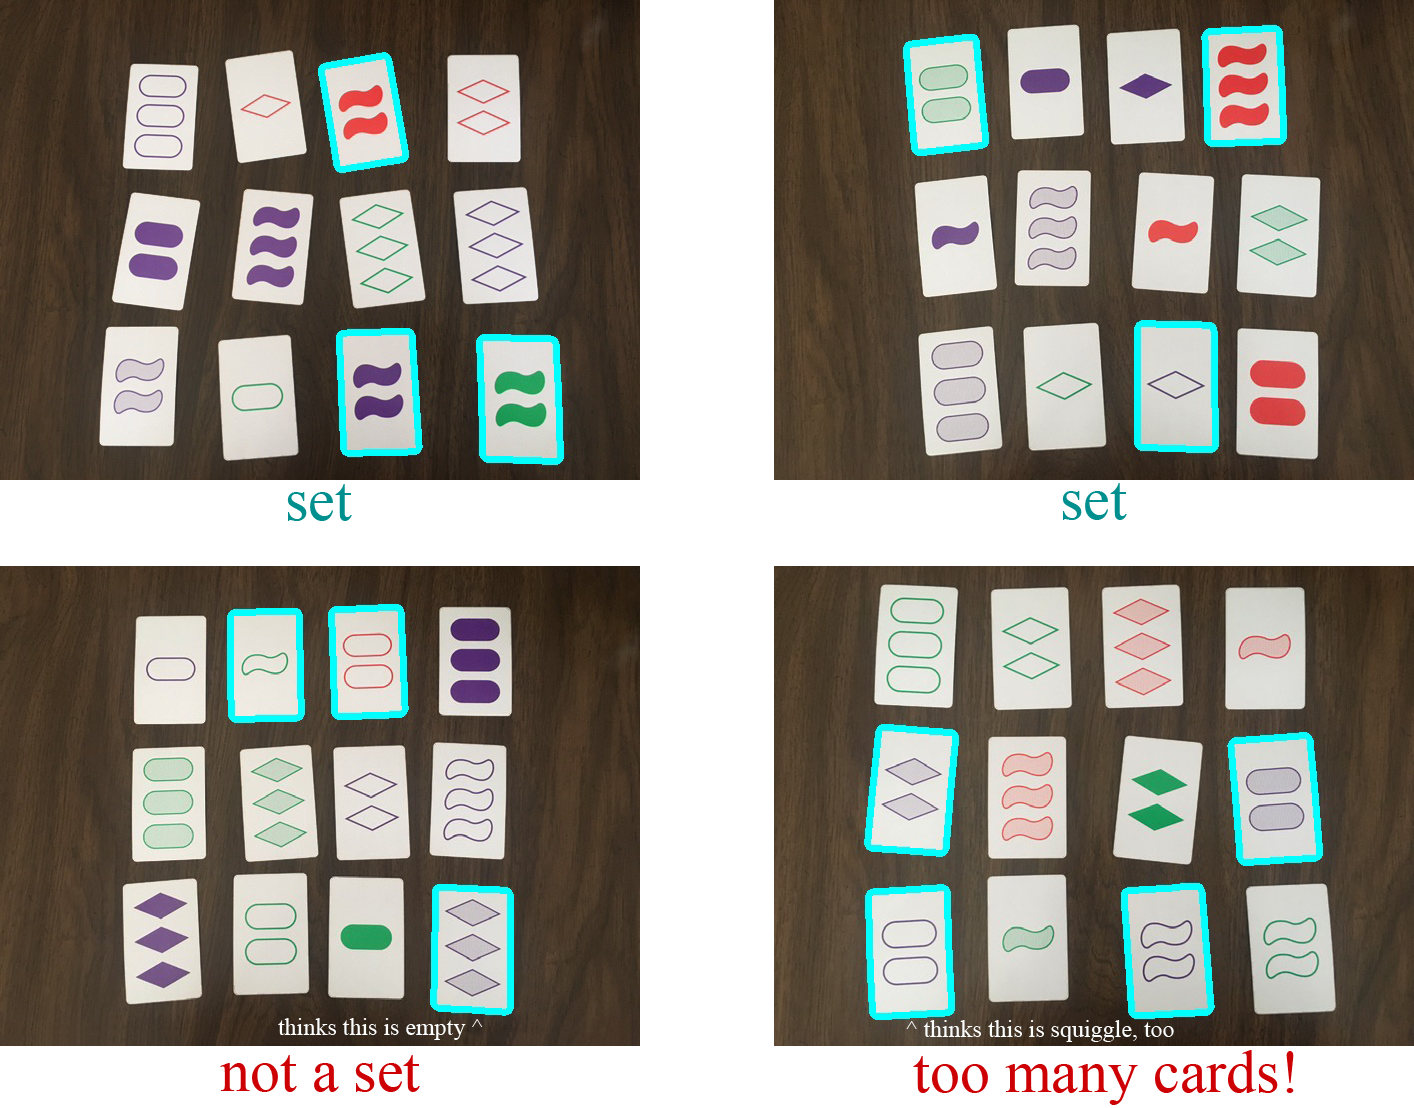 set
set
thinks this is empty ^
not a set
^ thinks this is squiggle, too
too many cards!